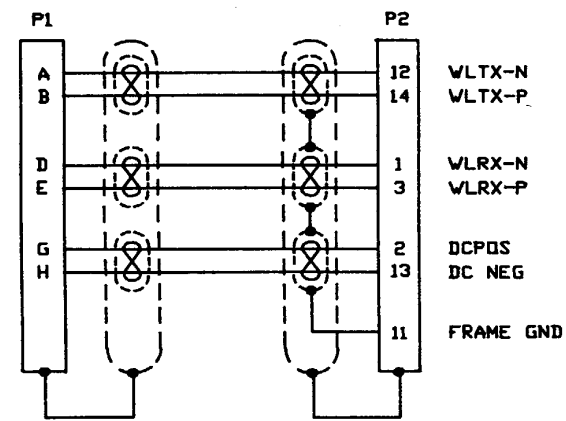 P1 P2
A 12 WLTX-N
B 14 WLTX-P
D 1 WLRX-N
E 3 WLRX-P
G 2 DCPOS
H 13 DC NEG
11 FRAME GND